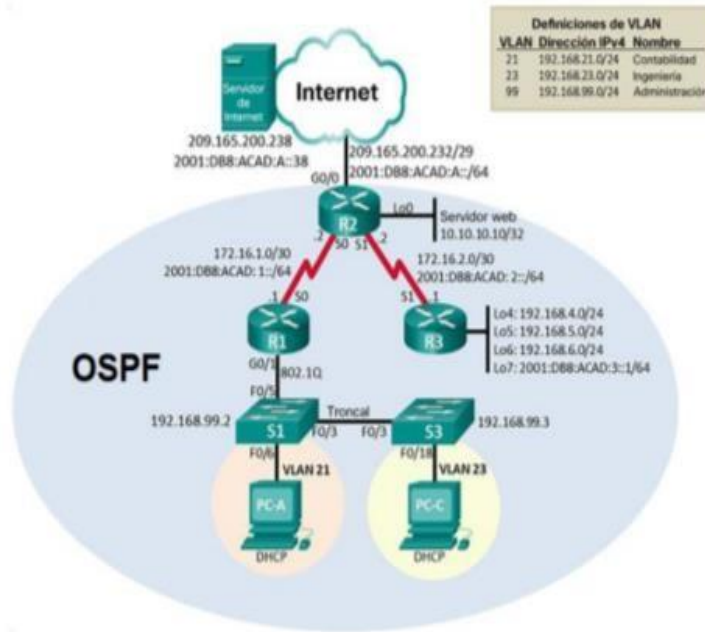 Definiciones de VLAN
VLAN Dirección IPv4 Nombre
21 192.168.21.0/24 Contabilidad
23 192.168.23.0/24 Ingeniería
99 192.168.99.0/24 Administración
Servidor de Internet
Internet
209.165.200.238
2001:DB8:ACAD:A::38
209.165.200.232/29
2001:DB8:ACAD:A::/64
G0/0
R2
Lo0
Servidor web
10.10.10.10/32
.2 S0 S1 .2
172.16.1.0/30
2001:DB8:ACAD: 1::/64
172.16.2.0/30
2001:DB8:ACAD: 2::/64
.1 S0
S1 .1
R1
R3
Lo4: 192.168.4.0/24
Lo5: 192.168.5.0/24
Lo6: 192.168.6.0/24
Lo7: 2001:DB8:ACAD:3::1/64
OSPF
G0/1
802.1Q
F0/5
192.168.99.2
S1
Troncal
F0/3 F0/3
S3
192.168.99.3
F0/6
VLAN 21
F0/18
VLAN 23
PC-A
PC-C
DHCP
DHCP